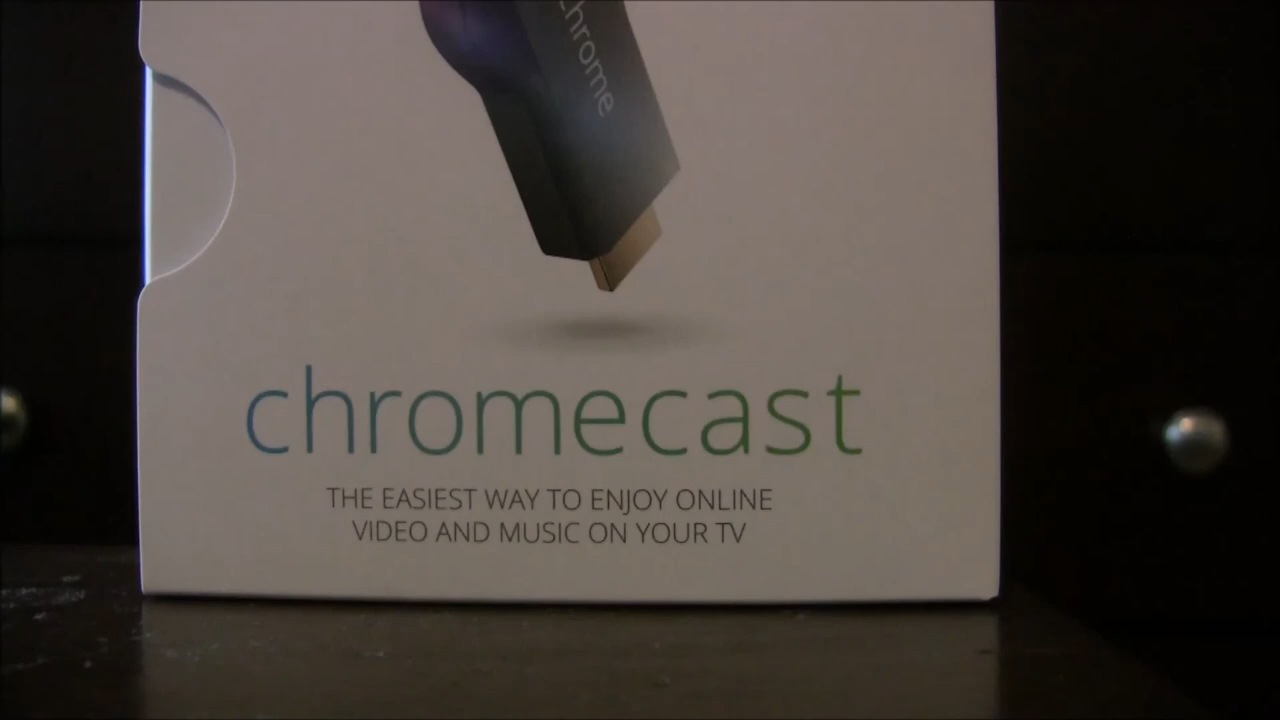 chrome
chromecast
THE EASIEST WAY TO ENJOY ONLINE
VIDEO AND MUSIC ON YOUR TV